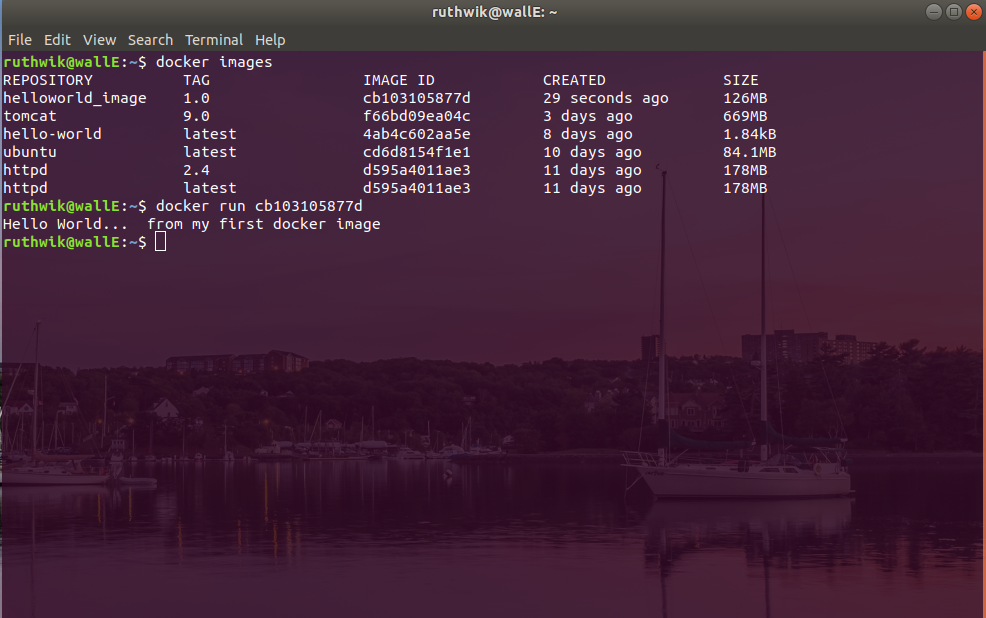 ruthwik@wallE: ~
File Edit View Search Terminal Help
ruthwik@wallE:~$ docker images
REPOSITORY TAG IMAGE ID CREATED SIZE
helloworld_image 1.0 cb103105877d 29 seconds ago 126MB
tomcat 9.0 f66bd09ea04c 3 days ago 669MB
hello-world latest 4ab4c602aa5e 8 days ago 1.84kB
ubuntu latest cd6d8154f1e1 10 days ago 84.1MB
httpd 2.4 d595a4011ae3 11 days ago 178MB
httpd latest d595a4011ae3 11 days ago 178MB
ruthwik@wallE:~$ docker run cb103105877d
Hello World...  from my first docker image
ruthwik@wallE:~$